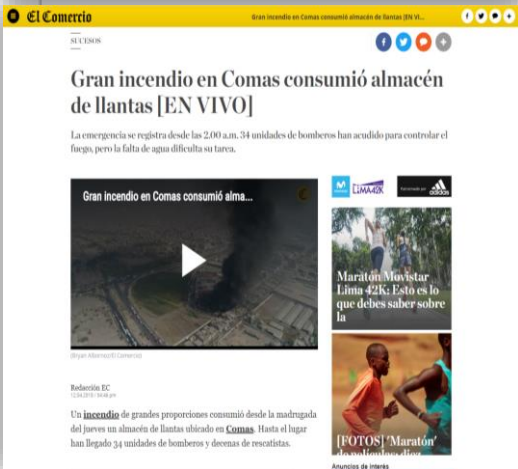 El Comercio
Gran incendio en Comas consumió almacén de llantas [EN VI...
SUCESOS
Gran incendio en Comas consumió almacén
de llantas [EN VIVO]
La emergencia se registra desde las 2.00 a.m. 34 unidades de bomberos han acudido para controlar el
fuego, pero la falta de agua dificulta su tarea.
Gran incendio en Comas consumió alma...
Redacción EC
Un incendio de grandes proporciones consumió desde la madrugada
del jueves un almacén de llantas ubicado en Comas. Hasta el lugar
han llegado 34 unidades de bomberos y decenas de rescatistas.
LIMA42K
adidas
Maratón Movistar
Lima 42K: Esto es lo
que debes saber sobre
la
[FOTOS] 'Maratón'
Anuncios de interés